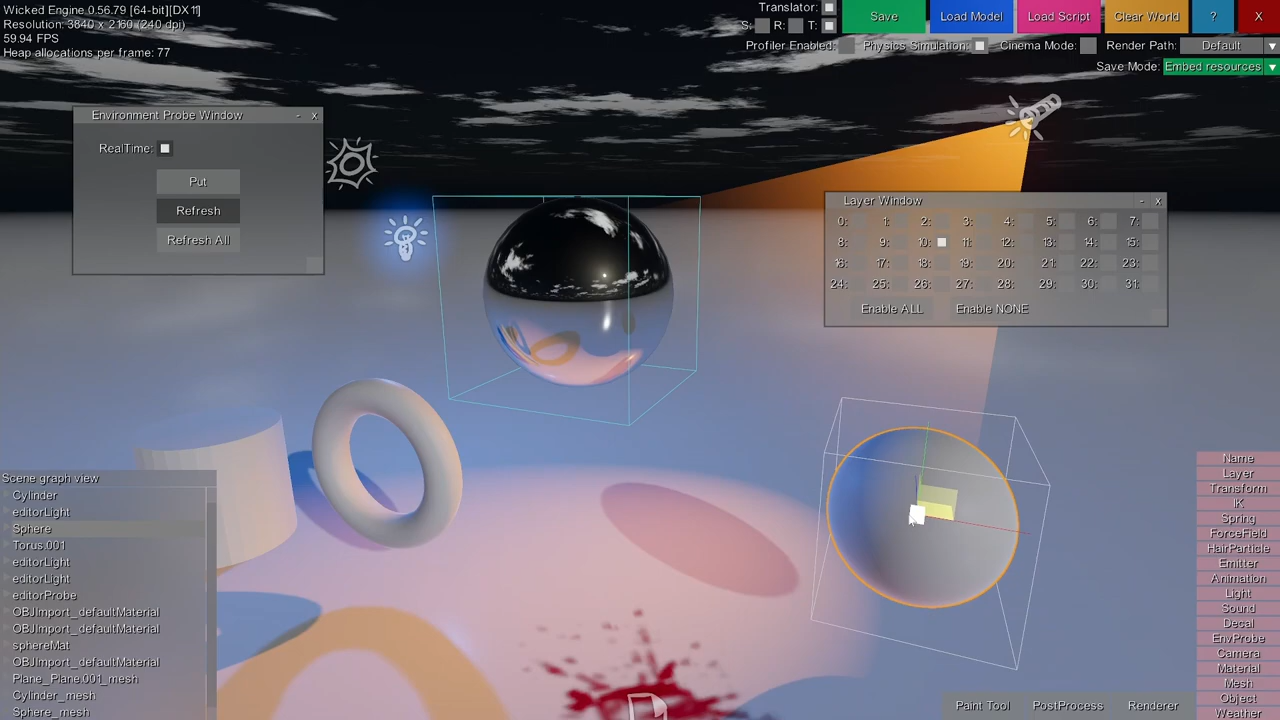 Wicked Engine 0.56.79 [64-bit][DX11]
Resolution: 3840 x 2160 (240 dpi)
59.94 FPS
Heap allocations per frame: 77
Translator:
S: R: T:
Save
Load Model
Load Script
Clear World
?
X
Profiler Enabled: Physics Simulation: Cinema Mode: Render Path: Default
Save Mode: Embed resources
Environment Probe Window - x
RealTime:
Put
Refresh
Refresh All
Layer Window - x
0: 1: 2: 3: 4: 5: 6: 7:
8: 9: 10: 11: 12: 13: 14: 15:
16: 17: 18: 19: 20: 21: 22: 23:
24: 25: 26: 27: 28: 29: 30: 31:
Enable ALL Enable NONE
Scene graph view
Cylinder
editorLight
Sphere
Torus.001
editorLight
editorLight
editorProbe
OBJImport_defaultMaterial
OBJImport_defaultMaterial
sphereMat
OBJImport_defaultMaterial
Plane_Plane.001_mesh
Cylinder_mesh
Sphere_mesh
Name
Layer
Transform
IK
Spring
ForceField
HairParticle
Emitter
Animation
Light
Sound
Decal
EnvProbe
Camera
Material
Mesh
Object
Weather
Paint Tool
PostProcess
Renderer